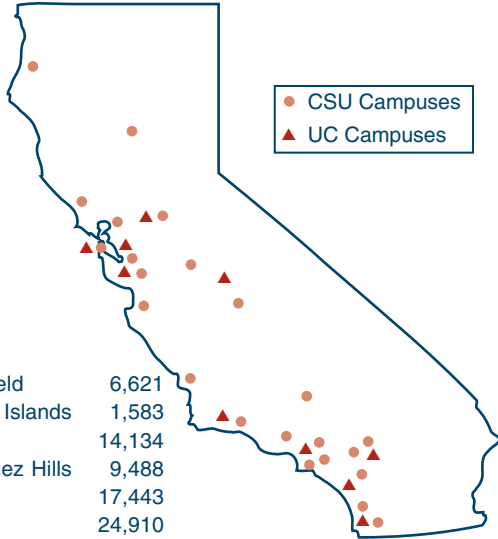 CSU Campuses
UC Campuses
eld 6,621
Islands 1,583
14,134
ez Hills 9,488
17,443
24,910